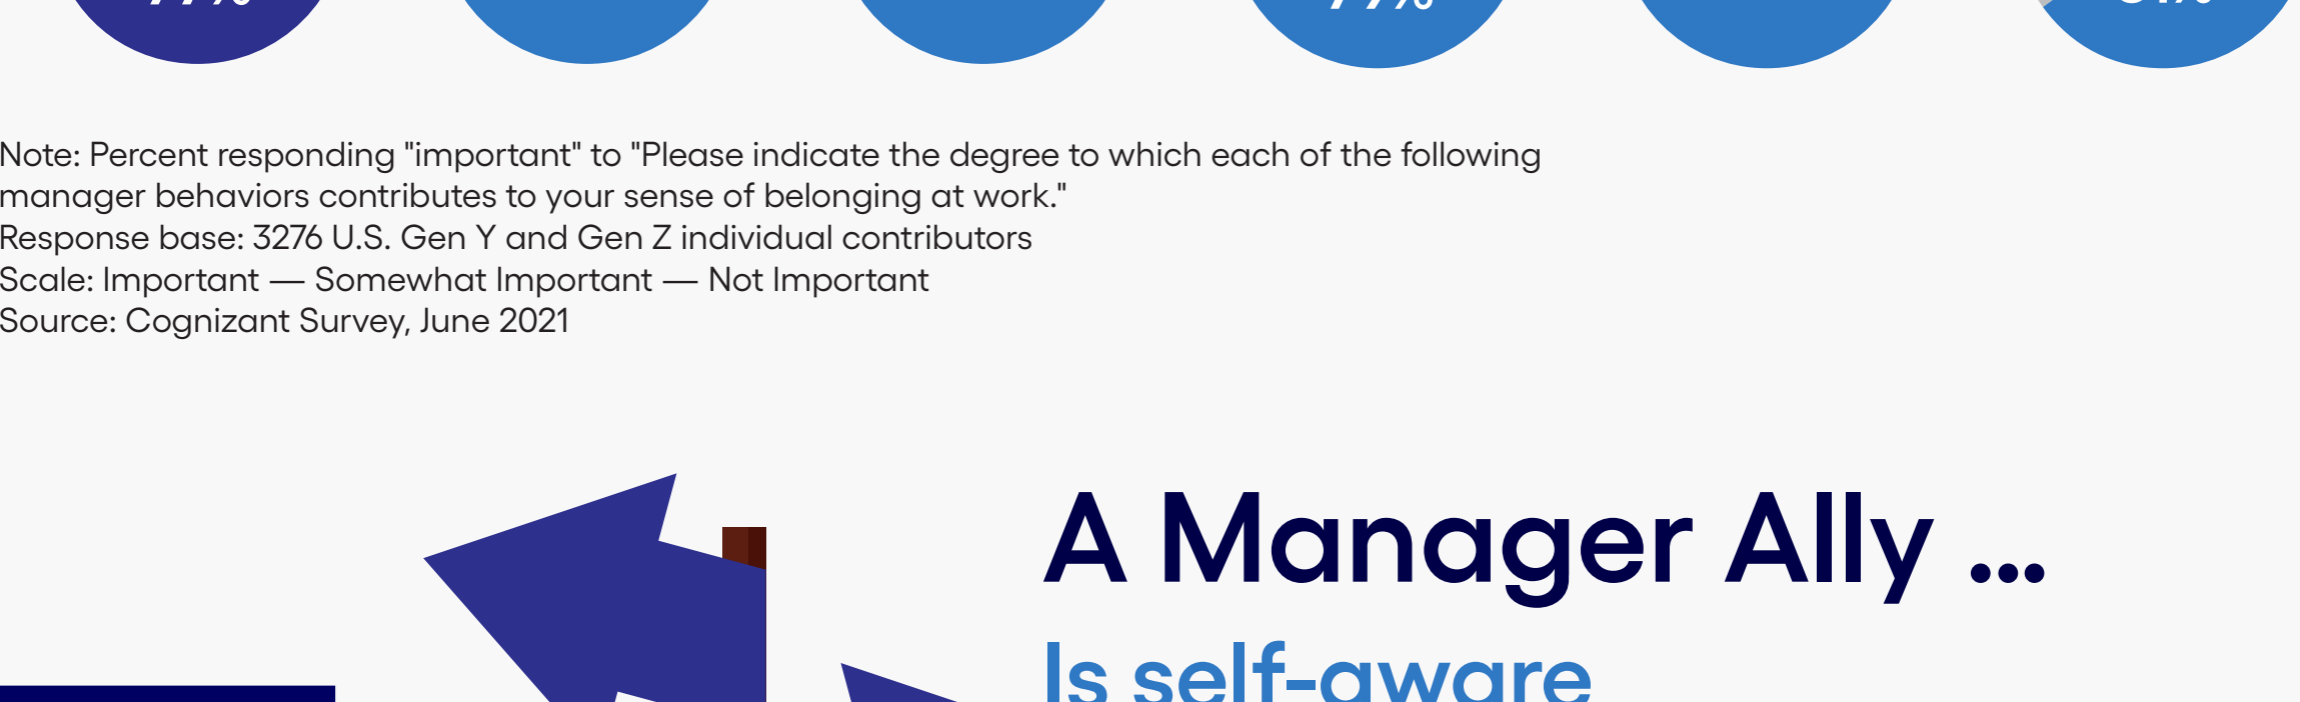 Note: Percent responding "important" to "Please indicate the degree to which each of the following
manager behaviors contributes to your sense of belonging at work."
Response base: 3276 U.S. Gen Y and Gen Z individual contributors
Scale: Important — Somewhat Important — Not Important
Source: Cognizant Survey, June 2021
A Manager Ally ...
Is self-aware